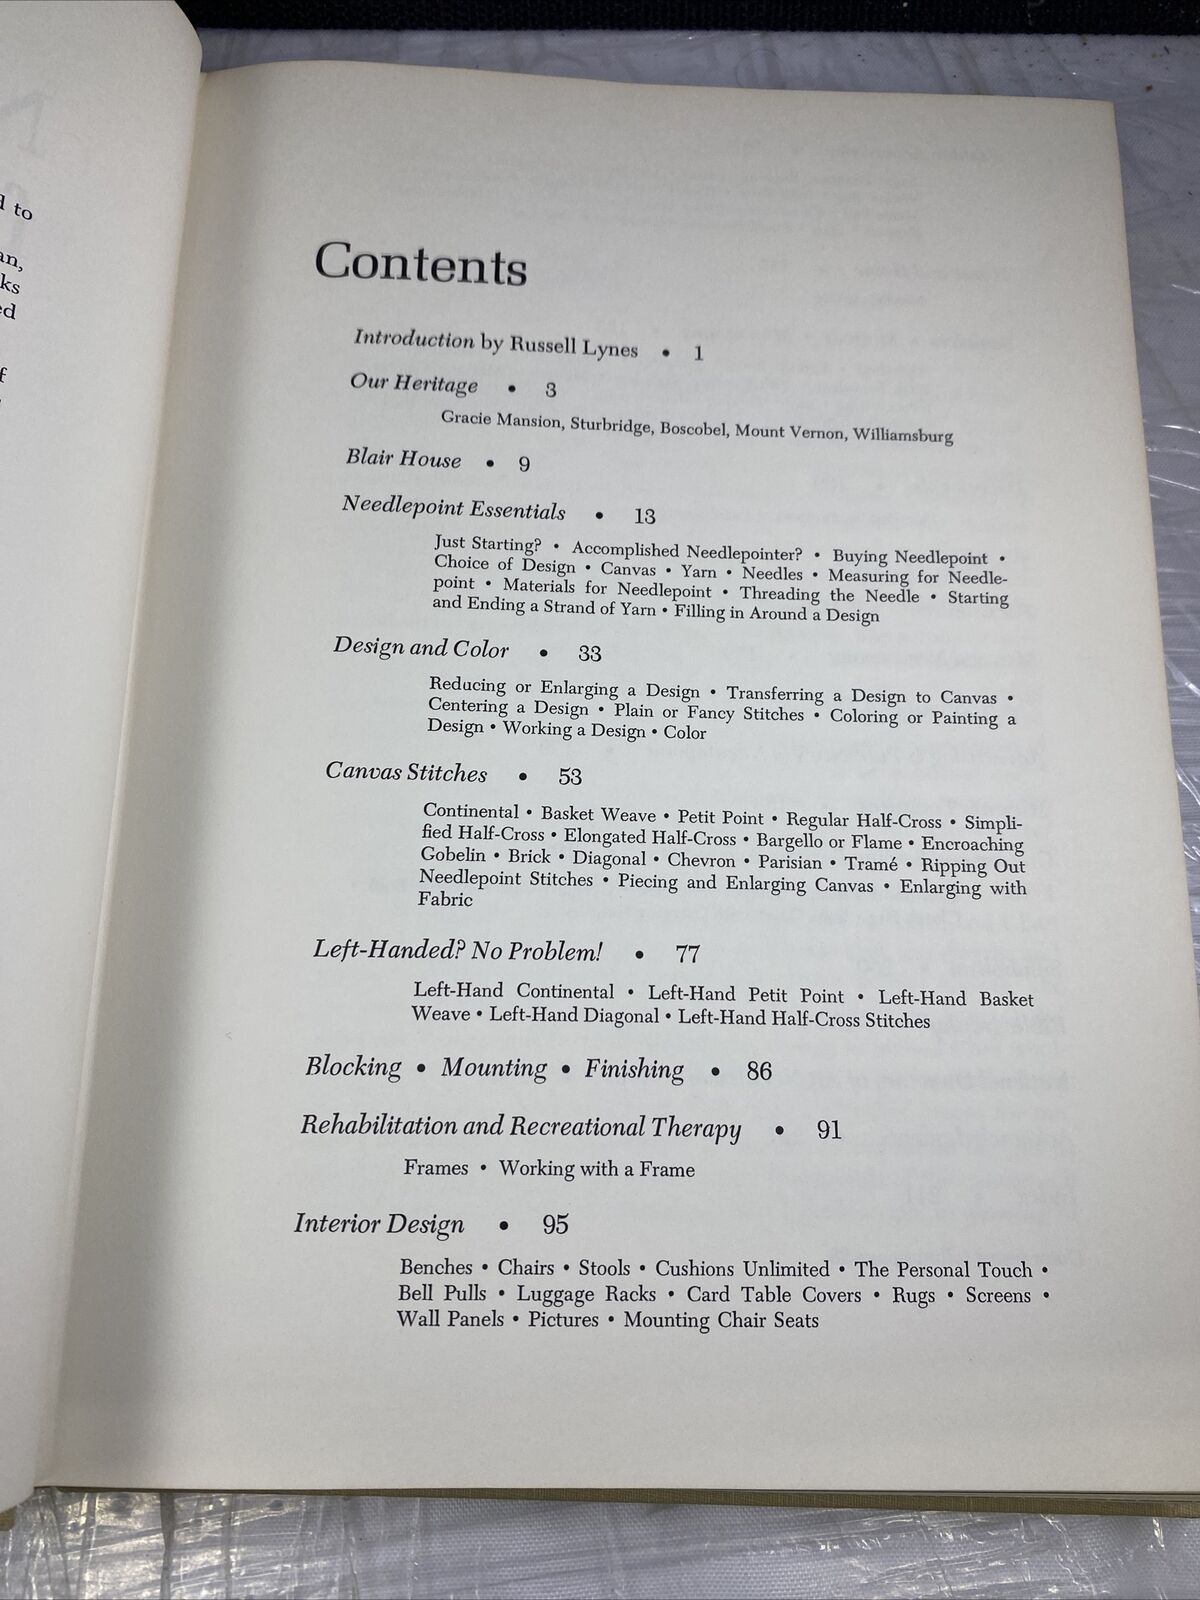 d to
an,
ks
ed
f
Contents
Introduction by Russell Lynes • 1
Our Heritage • 3
Gracie Mansion, Sturbridge, Boscobel, Mount Vernon, Williamsburg
Blair House • 9
Needlepoint Essentials • 13
Just Starting? • Accomplished Needlepointer? • Buying Needlepoint •
Choice of Design • Canvas • Yarn • Needles • Measuring for Needle-
point • Materials for Needlepoint • Threading the Needle • Starting
and Ending a Strand of Yarn • Filling in Around a Design
Design and Color • 33
Reducing or Enlarging a Design • Transferring a Design to Canvas •
Centering a Design • Plain or Fancy Stitches • Coloring or Painting a
Design • Working a Design • Color
Canvas Stitches • 53
Continental • Basket Weave • Petit Point • Regular Half-Cross • Simpli-
fied Half-Cross • Elongated Half-Cross • Bargello or Flame • Encroaching
Gobelin • Brick • Diagonal • Chevron • Parisian • Tramé • Ripping Out
Needlepoint Stitches • Piecing and Enlarging Canvas • Enlarging with
Fabric
Left-Handed? No Problem! • 77
Left-Hand Continental • Left-Hand Petit Point • Left-Hand Basket
Weave • Left-Hand Diagonal • Left-Hand Half-Cross Stitches
Blocking • Mounting • Finishing • 86
Rehabilitation and Recreational Therapy • 91
Frames • Working with a Frame
Interior Design • 95
Benches • Chairs • Stools • Cushions Unlimited • The Personal Touch •
Bell Pulls • Luggage Racks • Card Table Covers • Rugs • Screens •
Wall Panels • Pictures • Mounting Chair Seats